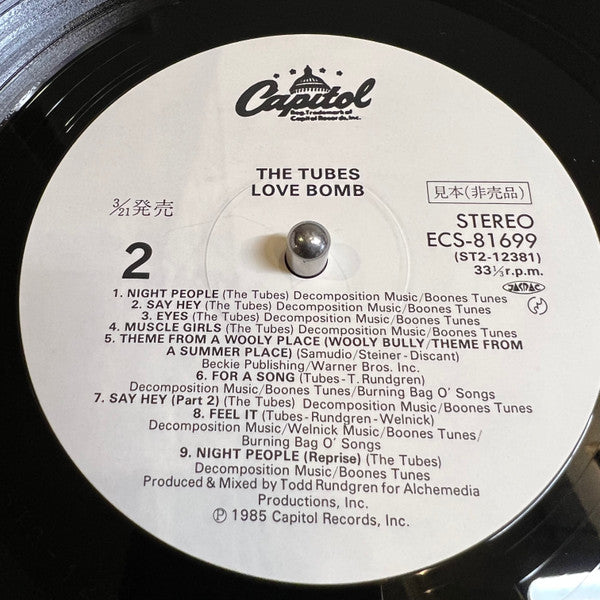 Capitol
Reg. Trademark of
Capitol Records, Inc.
THE TUBES
LOVE BOMB
3/21発売
見本(非売品)
2
STEREO
ECS-81699
(ST2-12381)
33⅓r.p.m.
JASRAC
1. NIGHT PEOPLE (The Tubes) Decomposition Music/Boones Tunes
2. SAY HEY (The Tubes) Decomposition Music/Boones Tunes
3. EYES (The Tubes) Decomposition Music/Boones Tunes
4. MUSCLE GIRLS (The Tubes) Decomposition Music/Boones Tunes
5. THEME FROM A WOOLY PLACE (WOOLY BULLY/THEME FROM
A SUMMER PLACE) (Samudio/Steiner-Discant)
Beckie Publishing/Warner Bros. Inc.
6. FOR A SONG (Tubes-T. Rundgren)
Decomposition Music/Boones Tunes/Burning Bag O' Songs
7. SAY HEY (Part 2) (The Tubes) Decomposition Music/Boones Tunes
8. FEEL IT (Tubes-Rundgren-Welnick)
Decomposition Music/Welnick Music/Boones Tunes/
Burning Bag O' Songs
9. NIGHT PEOPLE (Reprise) (The Tubes)
Decomposition Music/Boones Tunes
Produced & Mixed by Todd Rundgren for Alchemedia
Productions, Inc.
℗ 1985 Capitol Records, Inc.